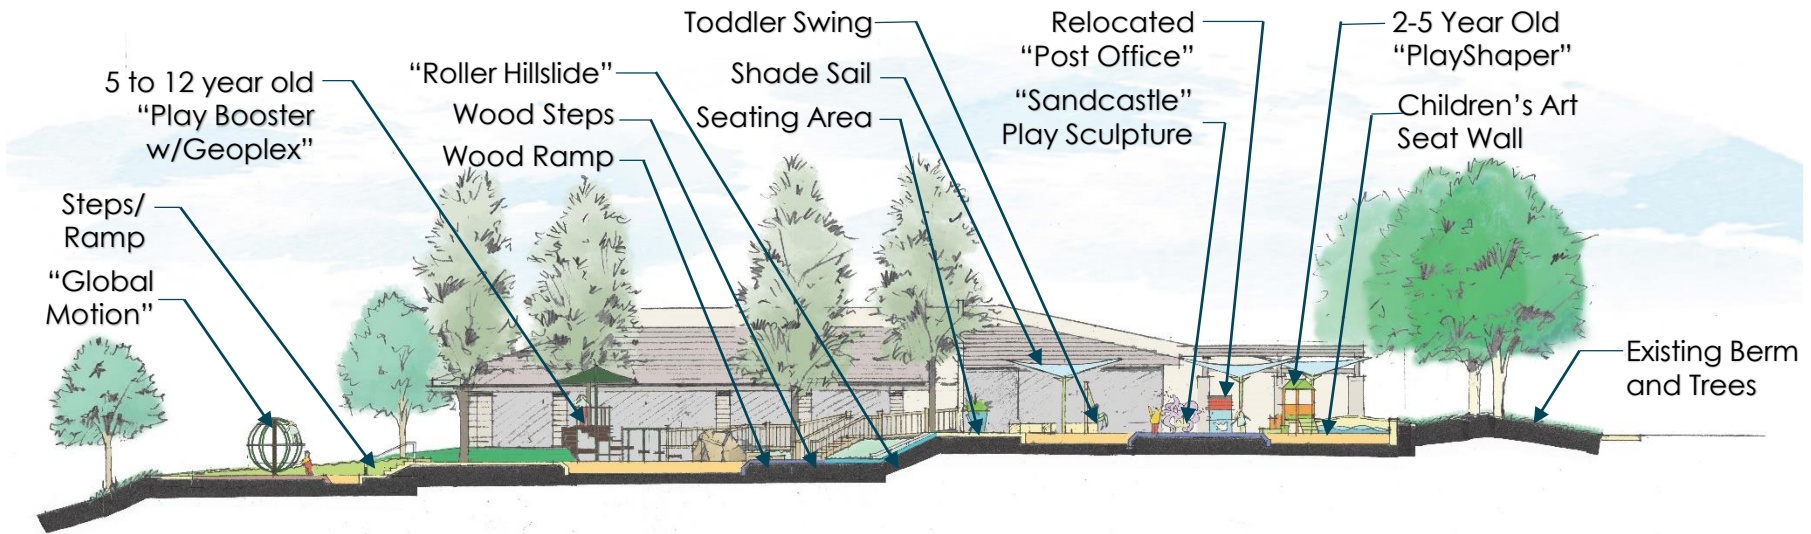 Toddler Swing
Shade Sail
Seating Area
Relocated
“Post Office”
“Sandcastle”
Play Sculpture
2-5 Year Old
“PlayShaper”
Children’s Art
Seat Wall
5 to 12 year old
“Play Booster
w/Geoplex”
“Roller Hillslide”
Wood Steps
Wood Ramp
Steps/
Ramp
“Global
Motion”
Existing Berm
and Trees